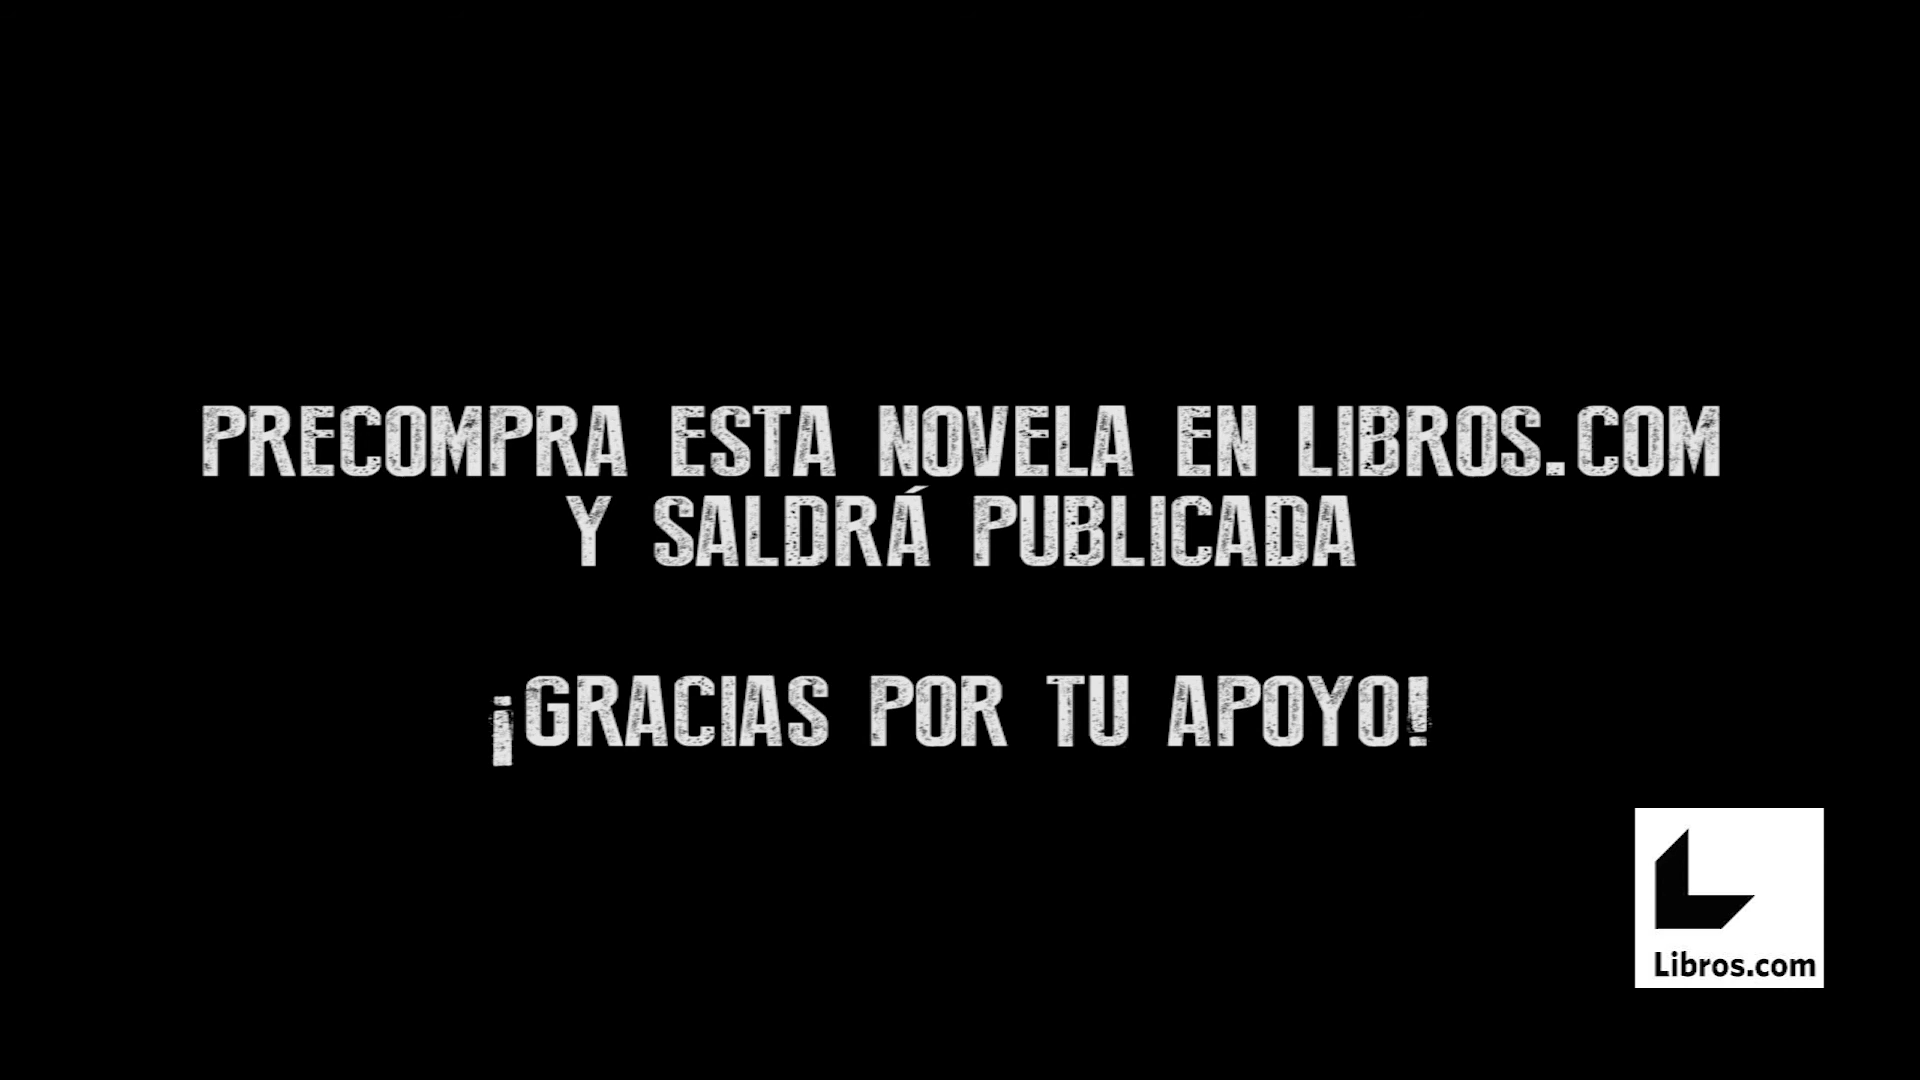 PRECOMPRA ESTA NOVELA EN LIBROS.COM
Y SALDRÁ PUBLICADA
¡GRACIAS POR TU APOYO!
Libros.com